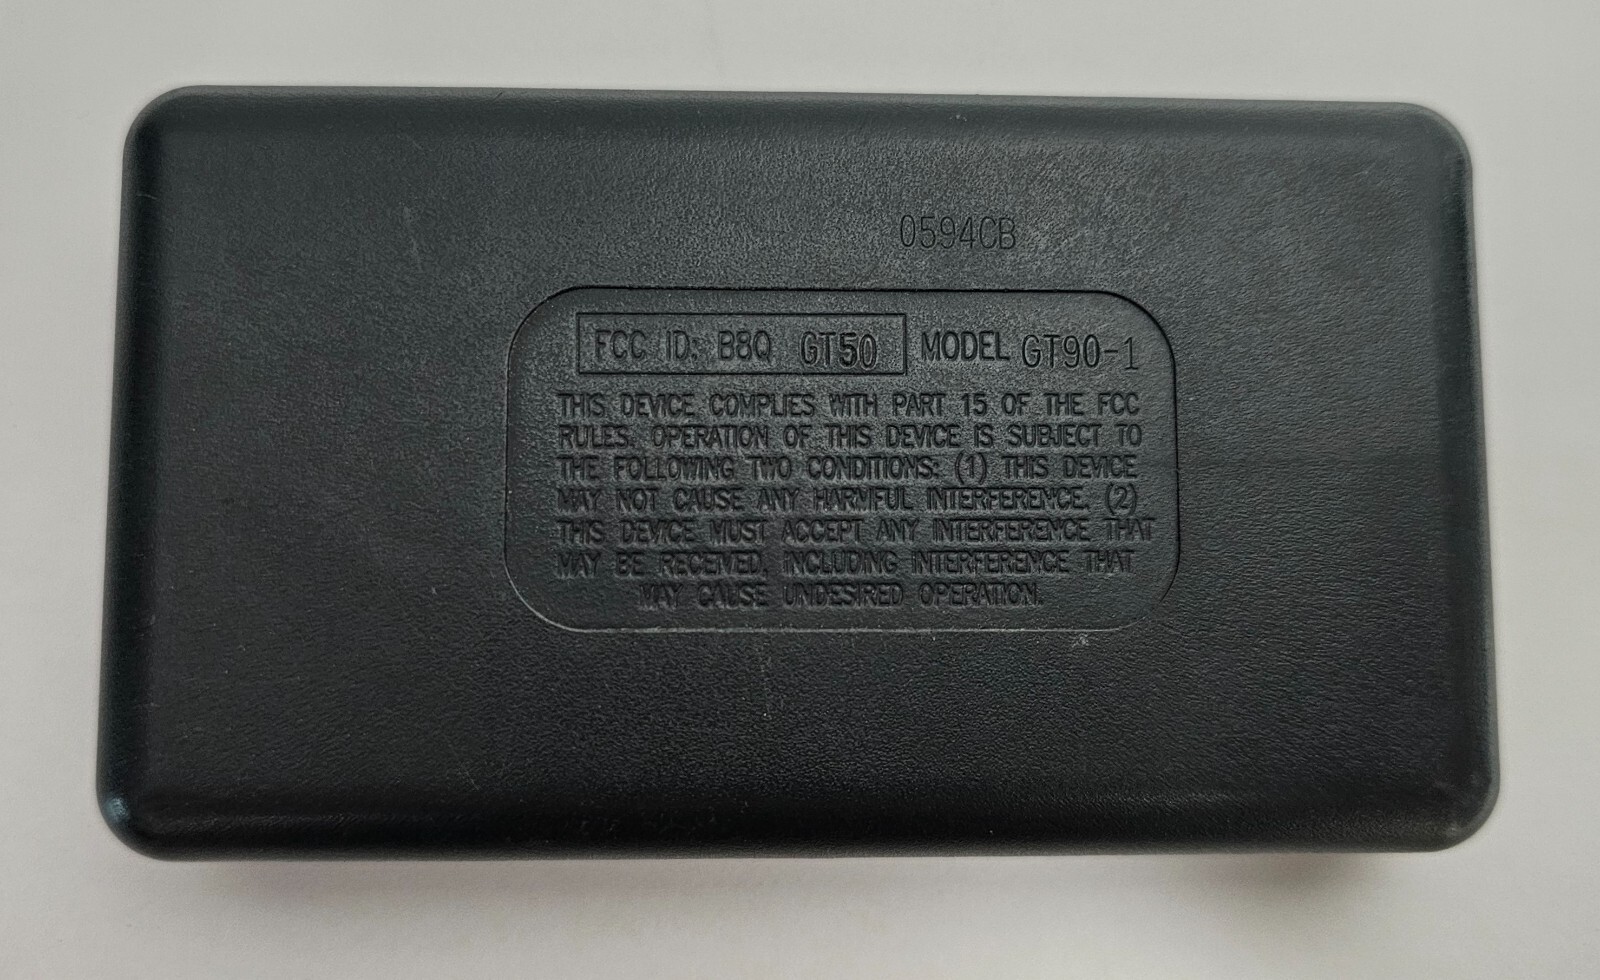 0594CB
FCC ID: B8Q GT50 MODEL GT90-1
THIS DEVICE COMPLIES WITH PART 15 OF THE FCC
RULES. OPERATION OF THIS DEVICE IS SUBJECT TO
THE FOLLOWING TWO CONDITIONS: (1) THIS DEVICE
MAY NOT CAUSE ANY HARMFUL INTERFERENCE. (2)
THIS DEVICE MUST ACCEPT ANY INTERFERENCE THAT
MAY BE RECEIVED, INCLUDING INTERFERENCE THAT
MAY CAUSE UNDESIRED OPERATION.